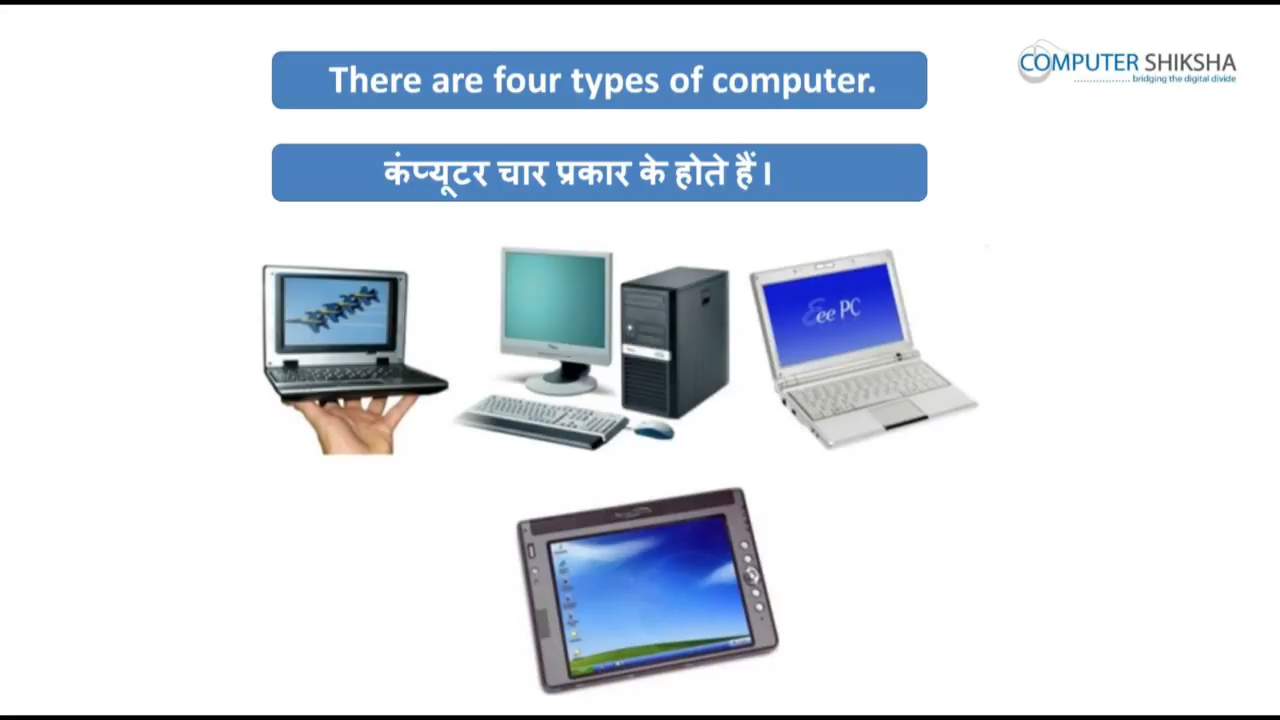 There are four types of computer.
कंप्यूटर चार प्रकार के होते हैं।
COMPUTER SHIKSHA
bridging the digital divide
Eee PC